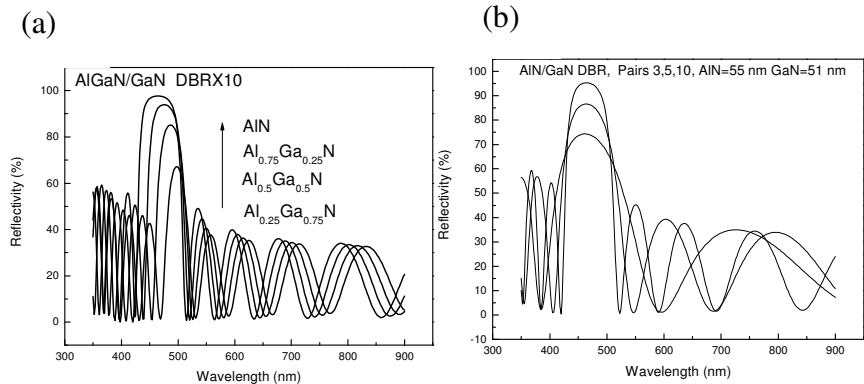 (a)
AlGaN/GaN DBRX10
AlN
Al0.75Ga0.25N
Al0.5Ga0.5N
Al0.25Ga0.75N
100
80
60
40
20
0
Reflectivity (%)
300 400 500 600 700 800 900
Wavelength (nm)
(b)
AlN/GaN DBR, Pairs 3,5,10, AlN=55 nm GaN=51 nm
100
90
80
70
60
50
40
30
20
10
0
-10
Reflectivity (%)
300 400 500 600 700 800 900
Wavelength (nm)